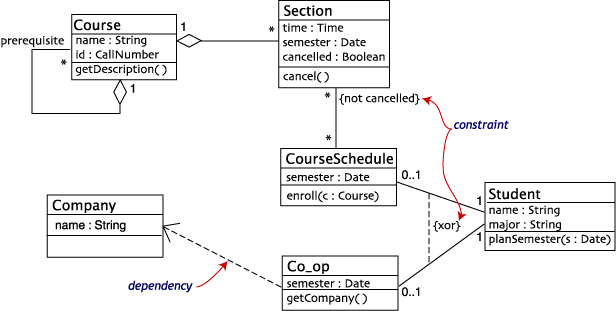 Course
name : String
id : CallNumber
getDescription()
prerequisite
*
1
1
*
Section
time : Time
semester : Date
cancelled : Boolean
cancel()
*
{not cancelled}
*
constraint
CourseSchedule
semester : Date
enroll(c : Course)
0..1
1
Student
name : String
major : String
planSemester(s : Date)
1
{xor}
Company
name : String
dependency
Co_op
semester : Date
getCompany()
0..1